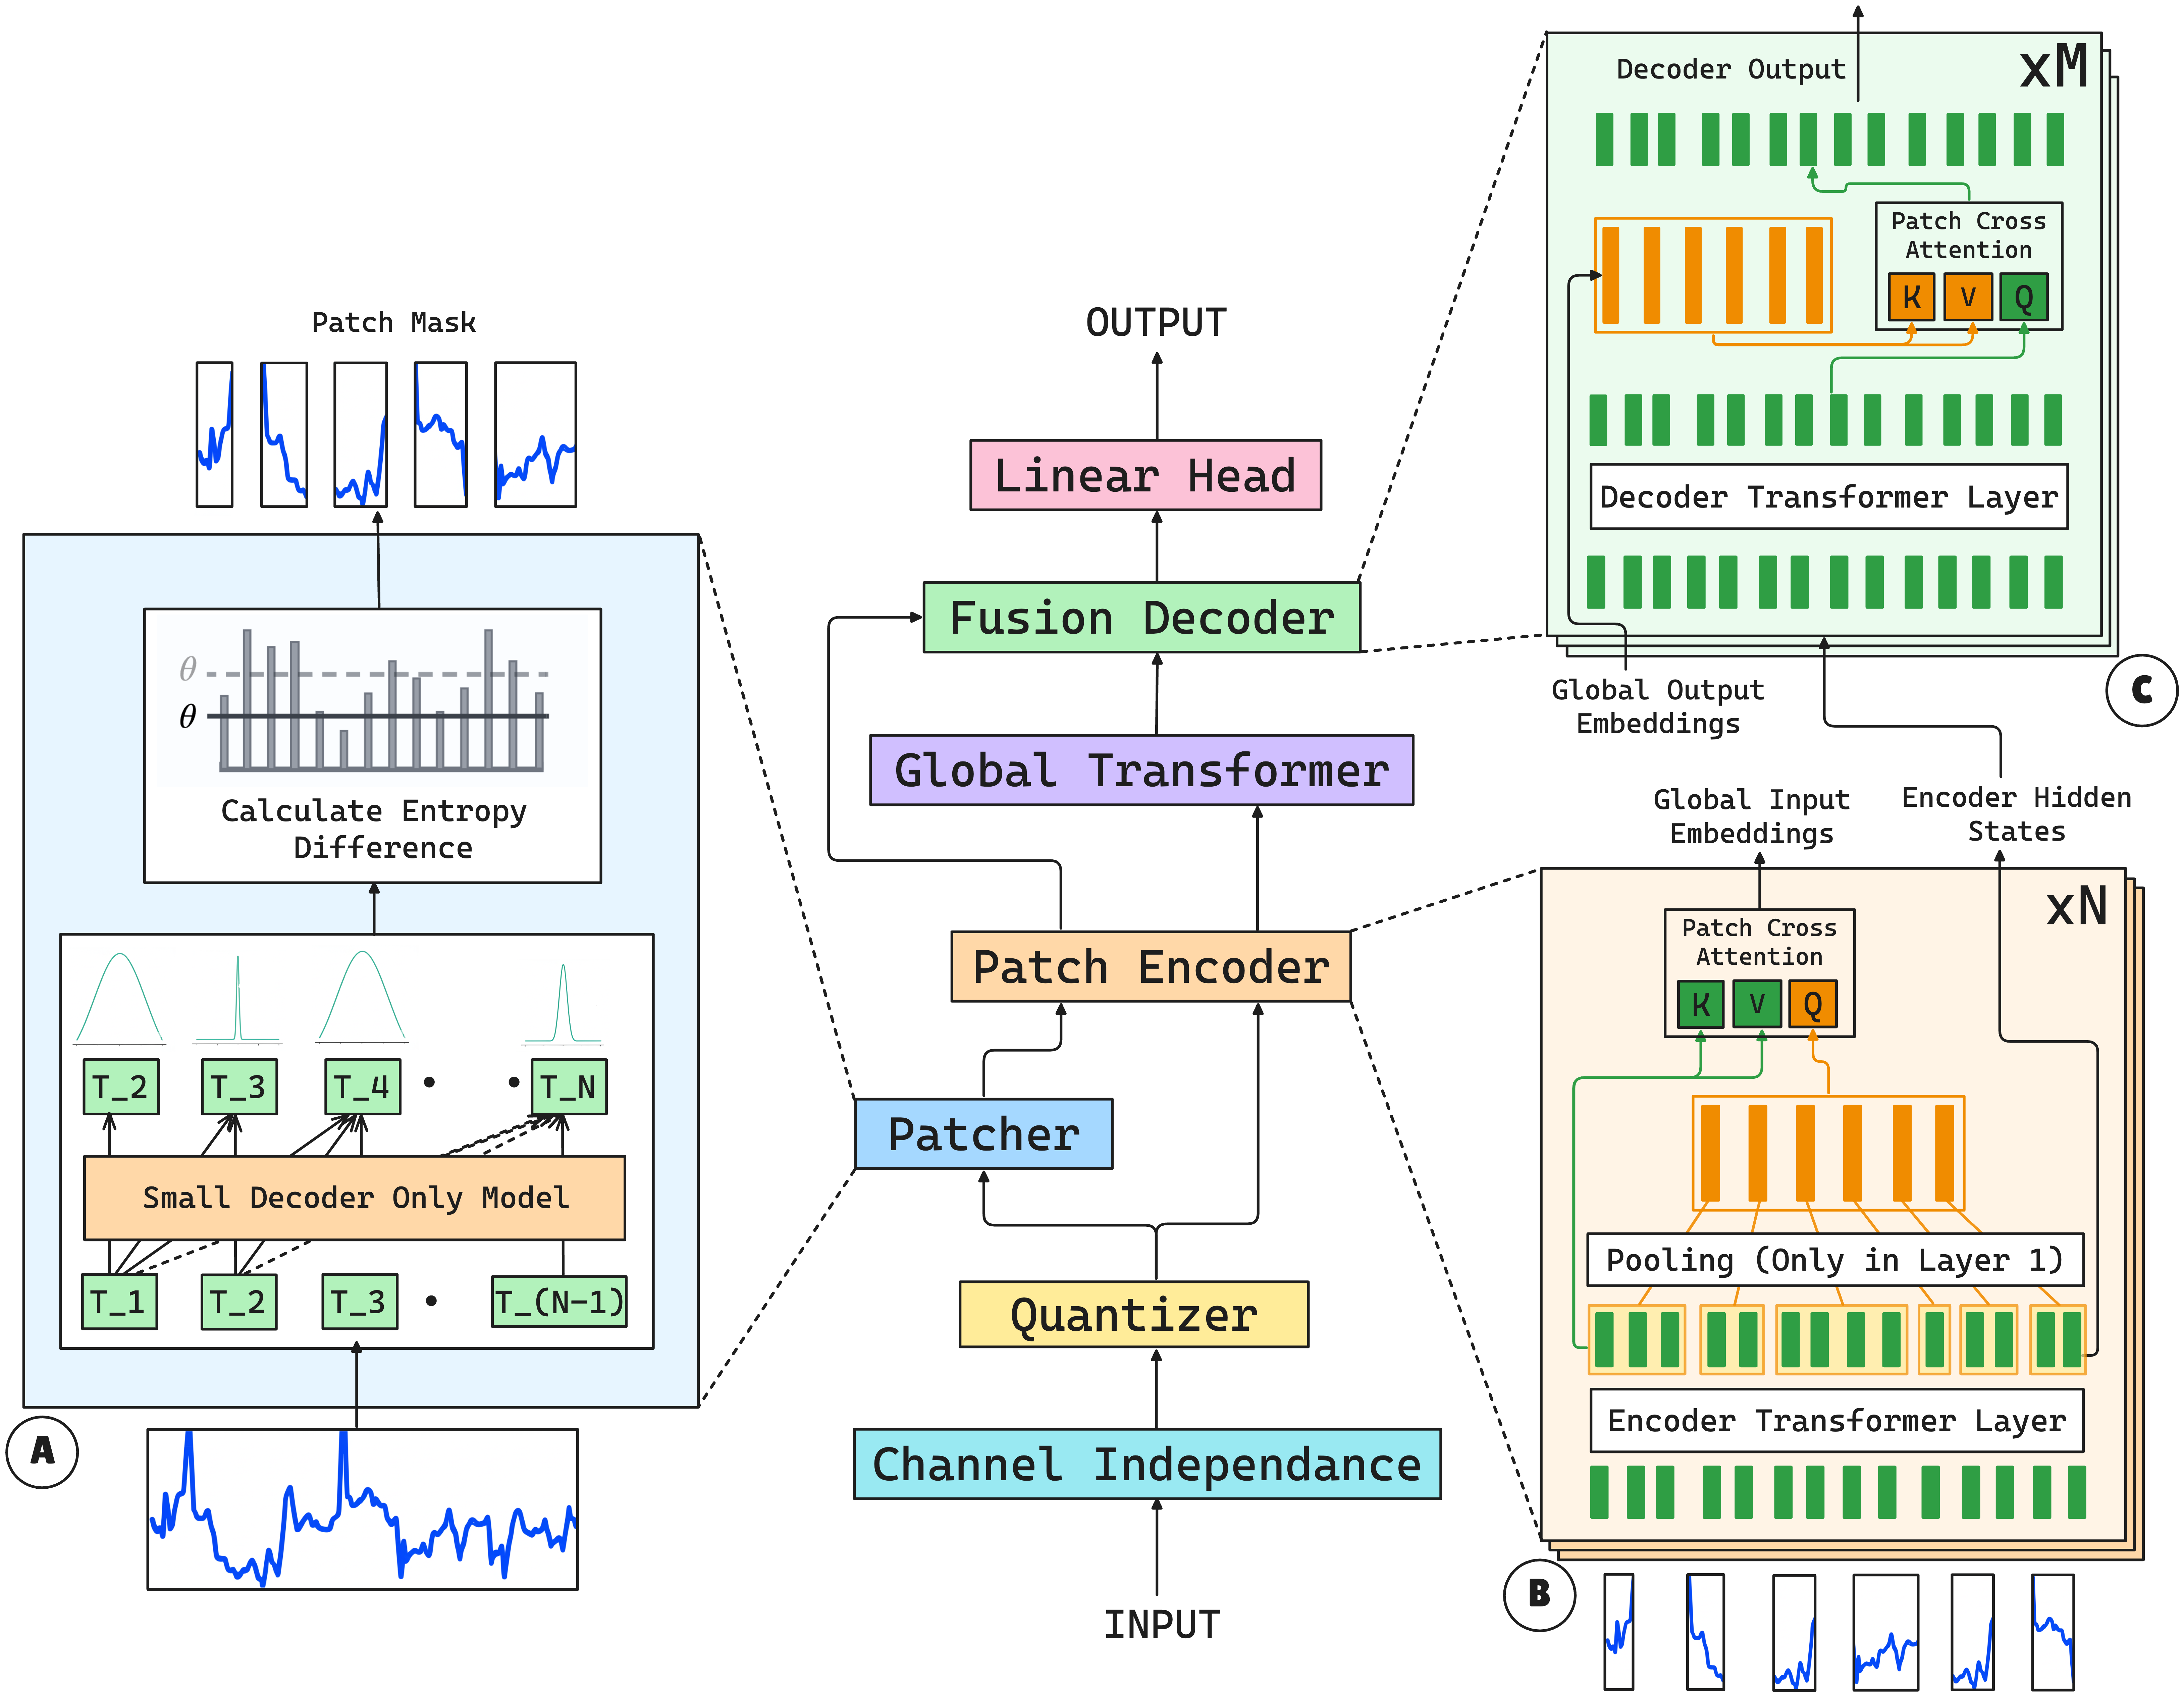 Patch Mask
θ
θ
Calculate Entropy
Difference
T_2
T_3
T_4
T_N
Small Decoder Only Model
T_1
T_2
T_3
T_(N-1)
A
OUTPUT
Linear Head
Fusion Decoder
Global Transformer
Patch Encoder
Patcher
Quantizer
Channel Independance
INPUT
Decoder Output
xM
Patch Cross
Attention
K
V
Q
Decoder Transformer Layer
Global Output
Embeddings
C
Global Input
Embeddings
Encoder Hidden
States
xN
Patch Cross
Attention
K
V
Q
Pooling (Only in Layer 1)
Encoder Transformer Layer
B